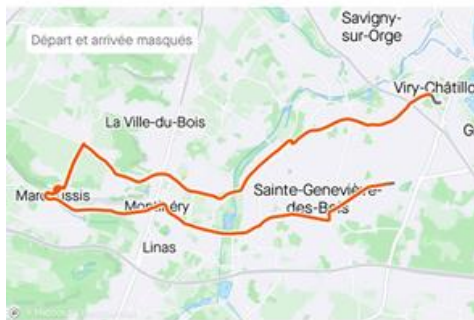 Savigny-
sur-Orge
Départ et arrivée masqués
Viry-Châtillo
La Ville-du-Bois
G
Sainte-Geneviève-
des-Bois
Marcoussis
Montlhéry
Linas